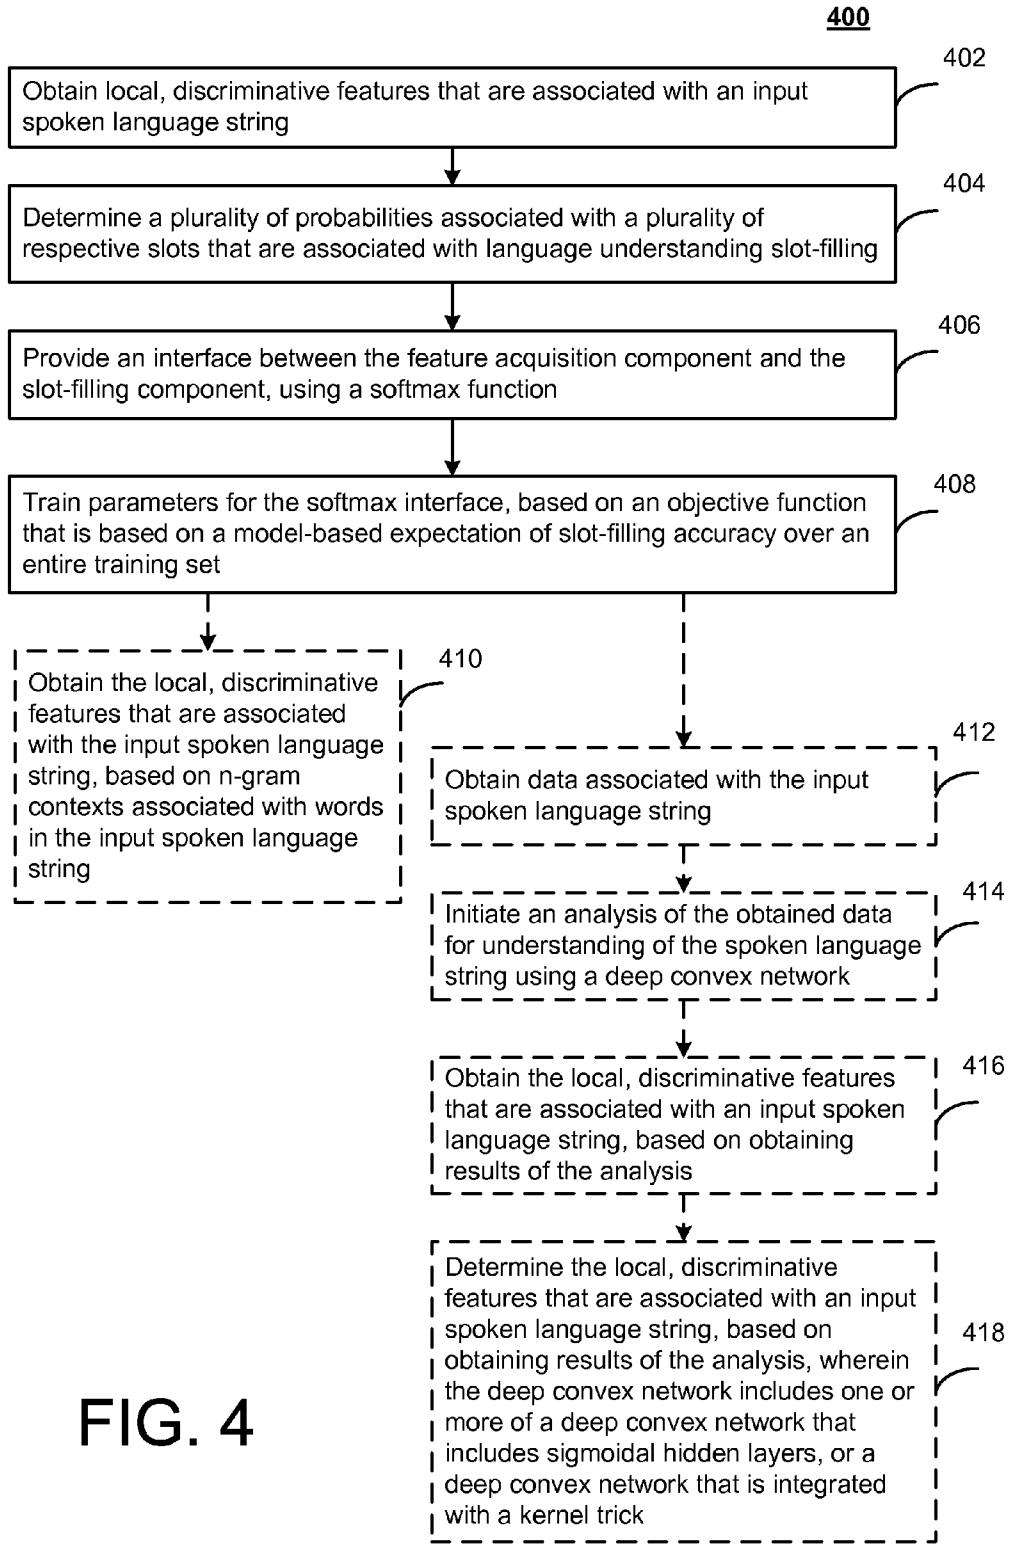 400
402
Obtain local, discriminative features that are associated with an input
spoken language string
404
Determine a plurality of probabilities associated with a plurality of
respective slots that are associated with language understanding slot-filling
406
Provide an interface between the feature acquisition component and the
slot-filling component, using a softmax function
408
Train parameters for the softmax interface, based on an objective function
that is based on a model-based expectation of slot-filling accuracy over an
entire training set
410
Obtain the local, discriminative
features that are associated
with the input spoken language
string, based on n-gram
contexts associated with words
in the input spoken language
string
412
Obtain data associated with the input
spoken language string
414
Initiate an analysis of the obtained data
for understanding of the spoken language
string using a deep convex network
416
Obtain the local, discriminative features
that are associated with an input spoken
language string, based on obtaining
results of the analysis
418
Determine the local, discriminative
features that are associated with an input
spoken language string, based on
obtaining results of the analysis, wherein
the deep convex network includes one or
more of a deep convex network that
includes sigmoidal hidden layers, or a
deep convex network that is integrated
with a kernel trick
FIG. 4